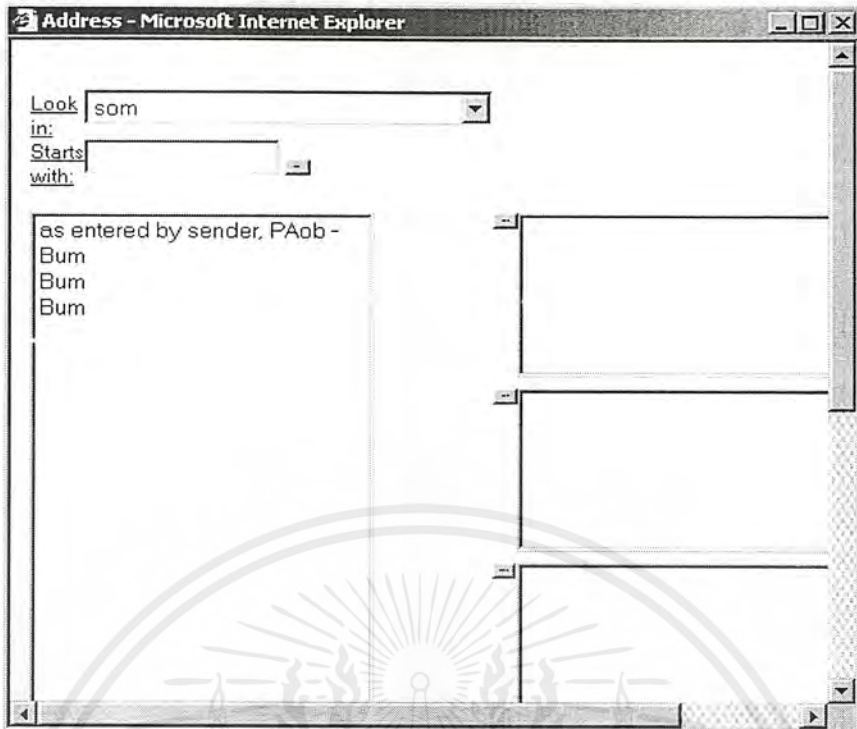 Address - Microsoft Internet Explorer
Look in:
som
Starts with:
as entered by sender, PAob -
Bum
Bum
Bum